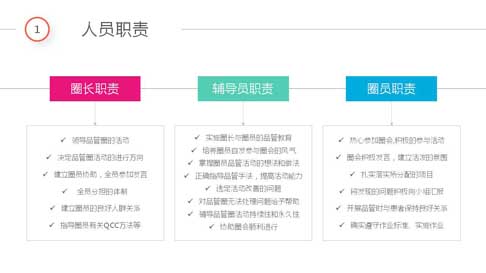 1
人员职责
圈长职责
领导品管圈的活动
决定品管圈活动的进行方向
建立圈员协助，全员参加发言
全员分担的体制
建立圈员的良好人群关系
指导圈员有关QCC方法等
辅导员职责
实施圈长与圈员的品管教育
培养圈员自发参与圈会的风气
掌握圈员品管活动的想法和做法
正确指导品管手法，提高活动能力
选定活动改善的问题
对品管圈无法处理问题给予帮助
辅导品管圈活动持续性和永久性
协助圈会顺利进行
圈员职责
热心参加圈会,积极的参与活动
圈会积极发言，建立活泼的氛围
扎实落实所分配的项目
将发现的问题积极向小组汇报
开展品管时与患者保持良好关系
确实遵守作业标准、实施作业